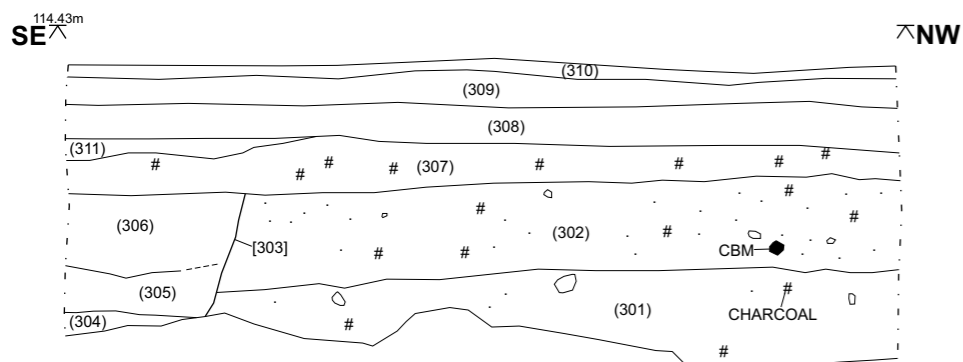 114.43m
SE
NW
(310)
(309)
(308)
(311)
# # # (307) # # # #
(306) # (302) # # #
[303] # # CBM
(305) #
(301) CHARCOAL
(304) #
#